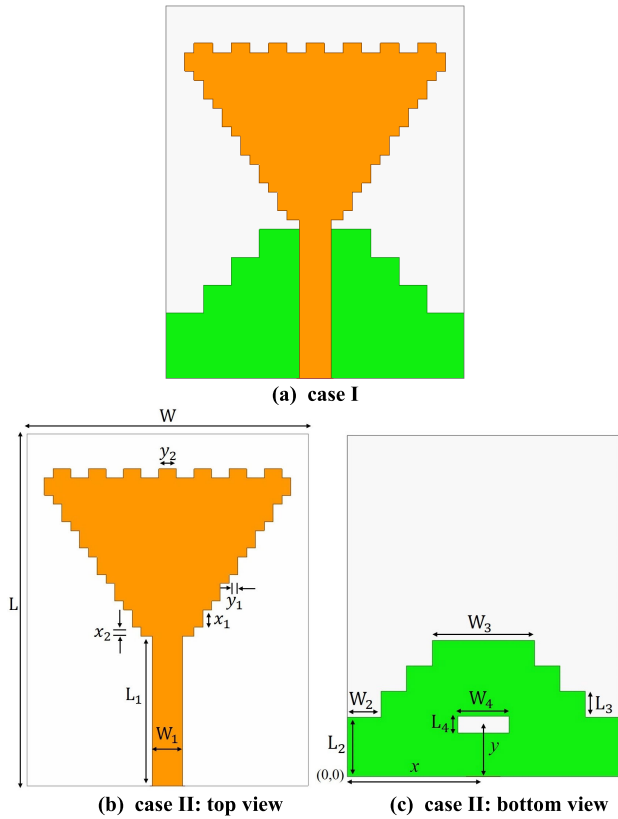 (a) case I
W
y₂
L
y₁
x₁
x₂
L₁
W₁
W₃
W₂
W₄
L₃
L₄
L₂
y
(0,0)
x
(b) case II: top view
(c) case II: bottom view